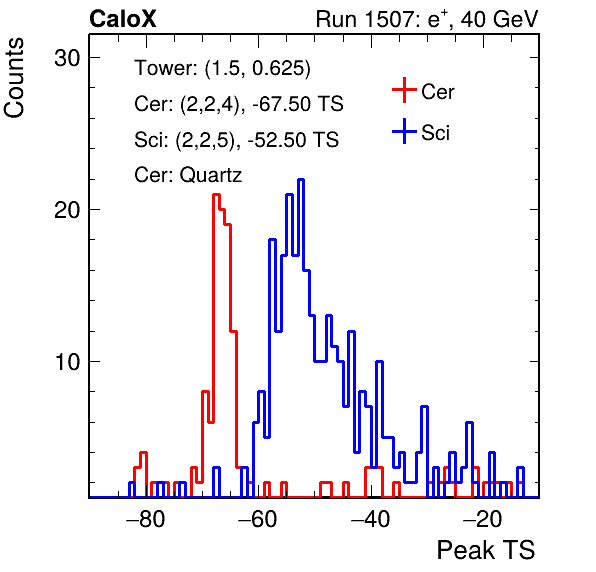 CaloX Run 1507: e+, 40 GeV
Counts
30
20
10
Tower: (1.5, 0.625)
Cer: (2,2,4), -67.50 TS
Sci: (2,2,5), -52.50 TS
Cer: Quartz
Cer
Sci
−80 −60 −40 −20
Peak TS